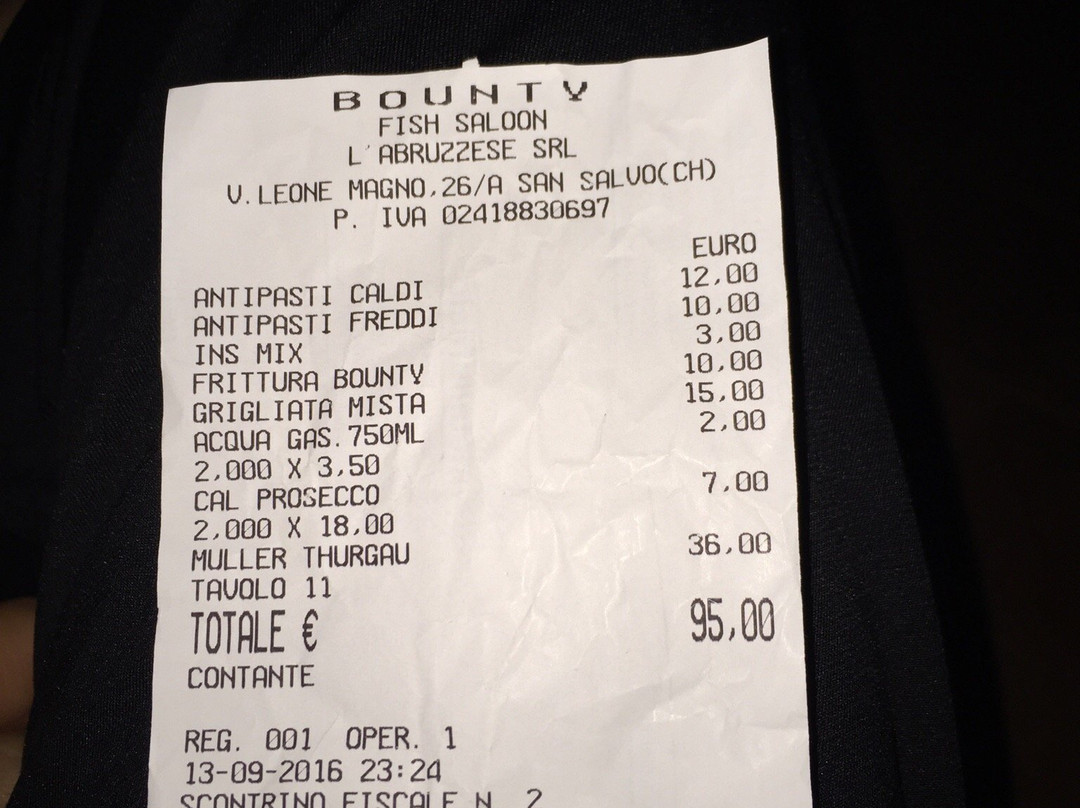 BOUNTY
FISH SALOON
L'ABRUZZESE SRL
V.LEONE MAGNO,26/A SAN SALVO(CH)
P. IVA 02418830697
EURO
ANTIPASTI CALDI 12,00
ANTIPASTI FREDDI 10,00
INS MIX 3,00
FRITTURA BOUNTY 10,00
GRIGLIATA MISTA 15,00
ACQUA GAS.750ML 2,00
2,000 X 3,50
CAL PROSECCO 7,00
2,000 X 18,00
MULLER THURGAU 36,00
TAVOLO 11
TOTALE € 95,00
CONTANTE
REG. 001 OPER. 1
13-09-2016 23:24
SCONTRINO FISCALE N. 2